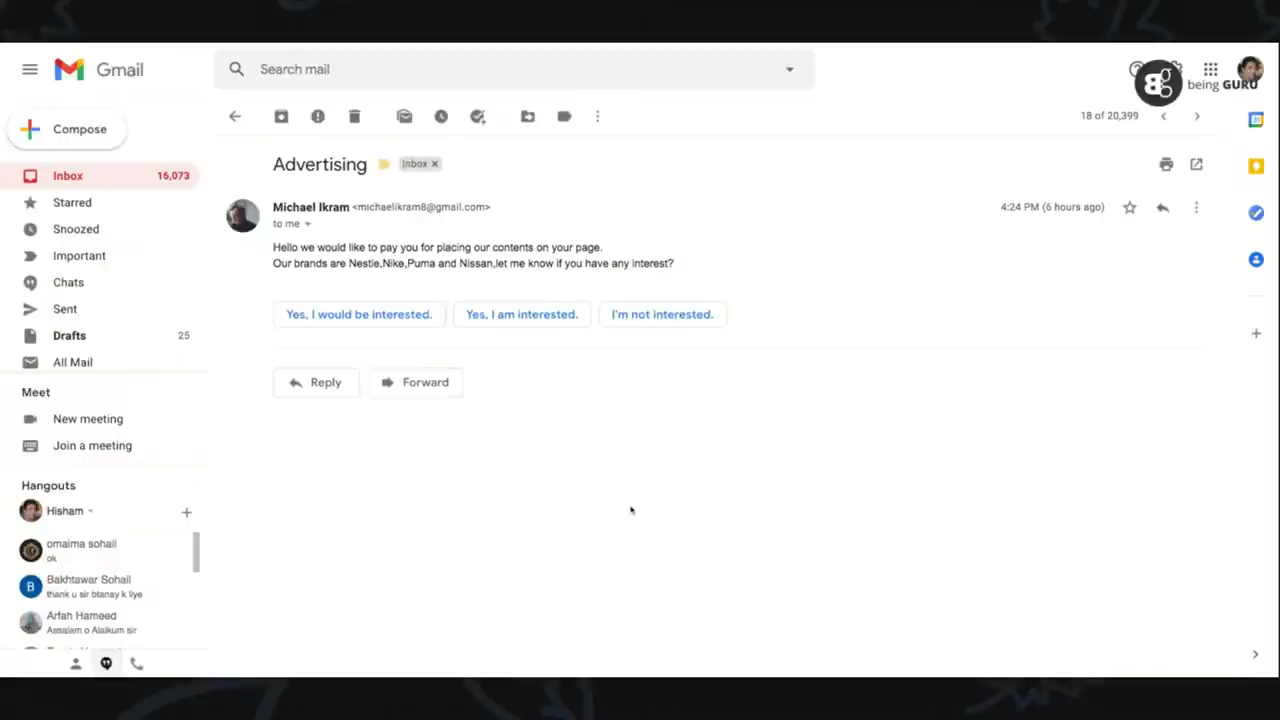 Gmail
Search mail
being GURU
Compose
18 of 20,399
Advertising
Inbox x
Inbox 16,073
Starred
Snoozed
Important
Chats
Sent
Drafts 25
All Mail
Michael Ikram <michaelikram8@gmail.com>
4:24 PM (6 hours ago)
to me
Hello we would like to pay you for placing our contents on your page.
Our brands are Nestle,Nike,Puma and Nissan,let me know if you have any interest?
Yes, I would be interested.
Yes, I am interested.
I'm not interested.
Reply
Forward
Meet
New meeting
Join a meeting
Hangouts
Hisham
omaima sohail
ok
B
Bakhtawar Sohail
thank u sir btanay k liye
Arfah Hameed
Assalam o Alaikum sir